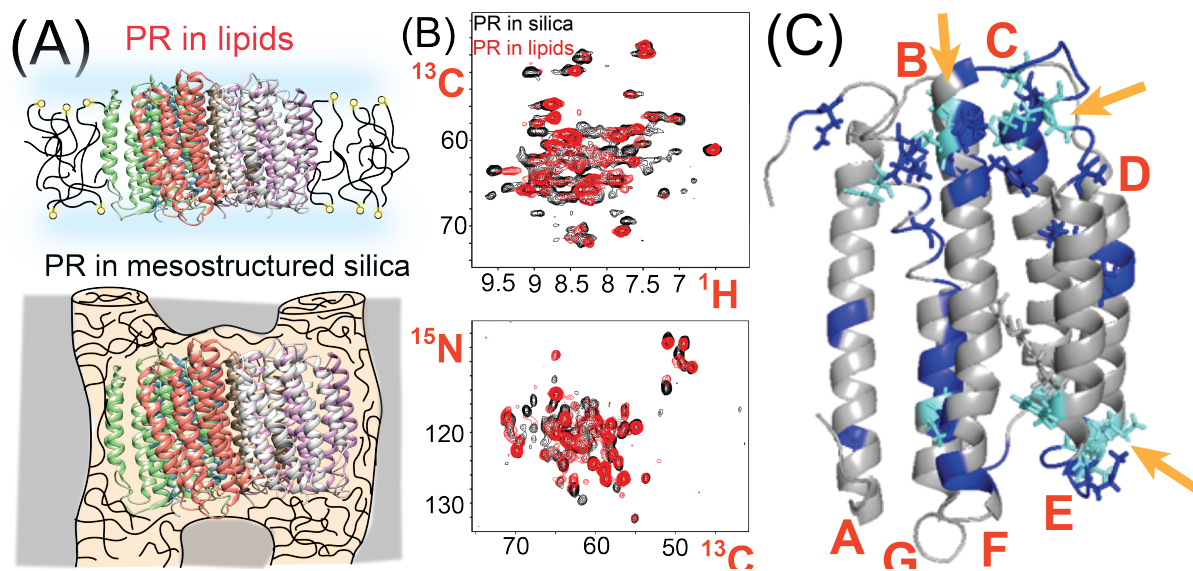 (A)
PR in lipids
PR in mesostructured silica
(B)
PR in silica
PR in lipids
13C
60
70
9.5 9 8.5 8 7.5 7 1H
15N
120
130
70 60 50 13C
(C)
B C
D
E
A G F